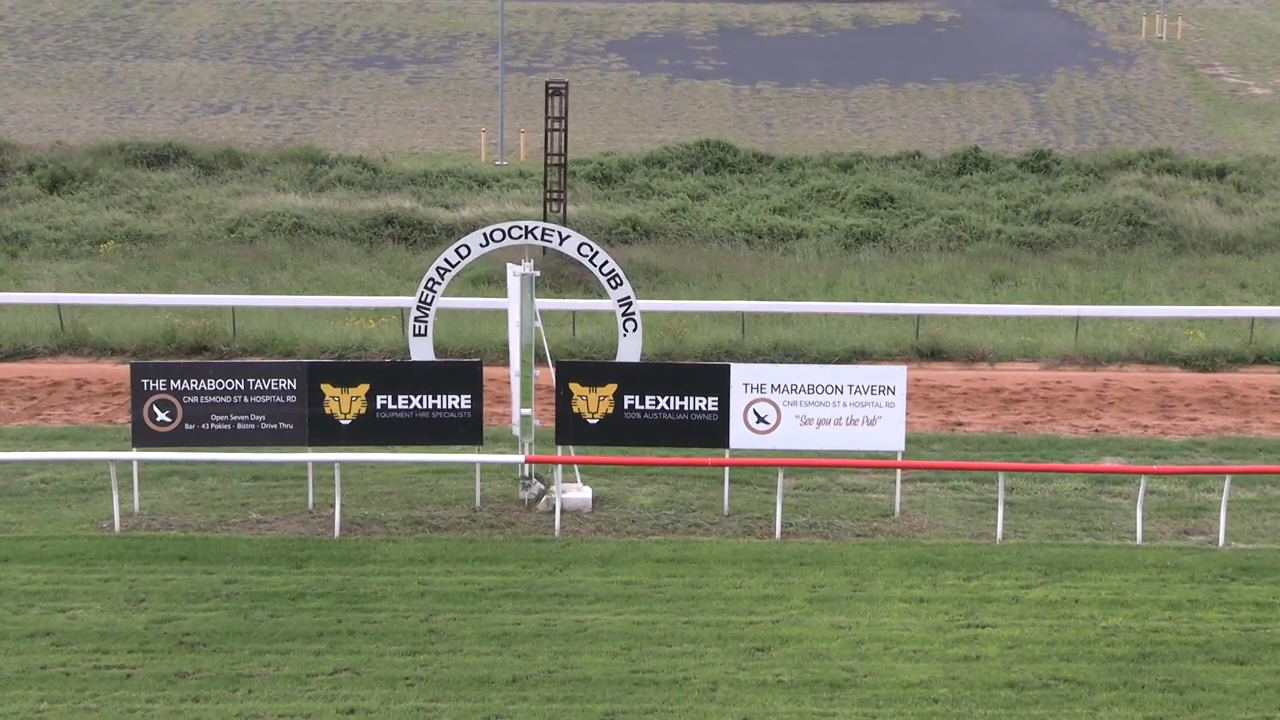 EMERALD JOCKEY CLUB INC.
THE MARABOON TAVERN
CNR ESMOND ST & HOSPITAL RD
Open Seven Days
Bar - 43 Pokies - Bistro - Drive Thru
FLEXIHIRE
EQUIPMENT HIRE SPECIALISTS
FLEXIHIRE
100% AUSTRALIAN OWNED
THE MARABOON TAVERN
CNR ESMOND ST & HOSPITAL RD
"See you at the Pub"